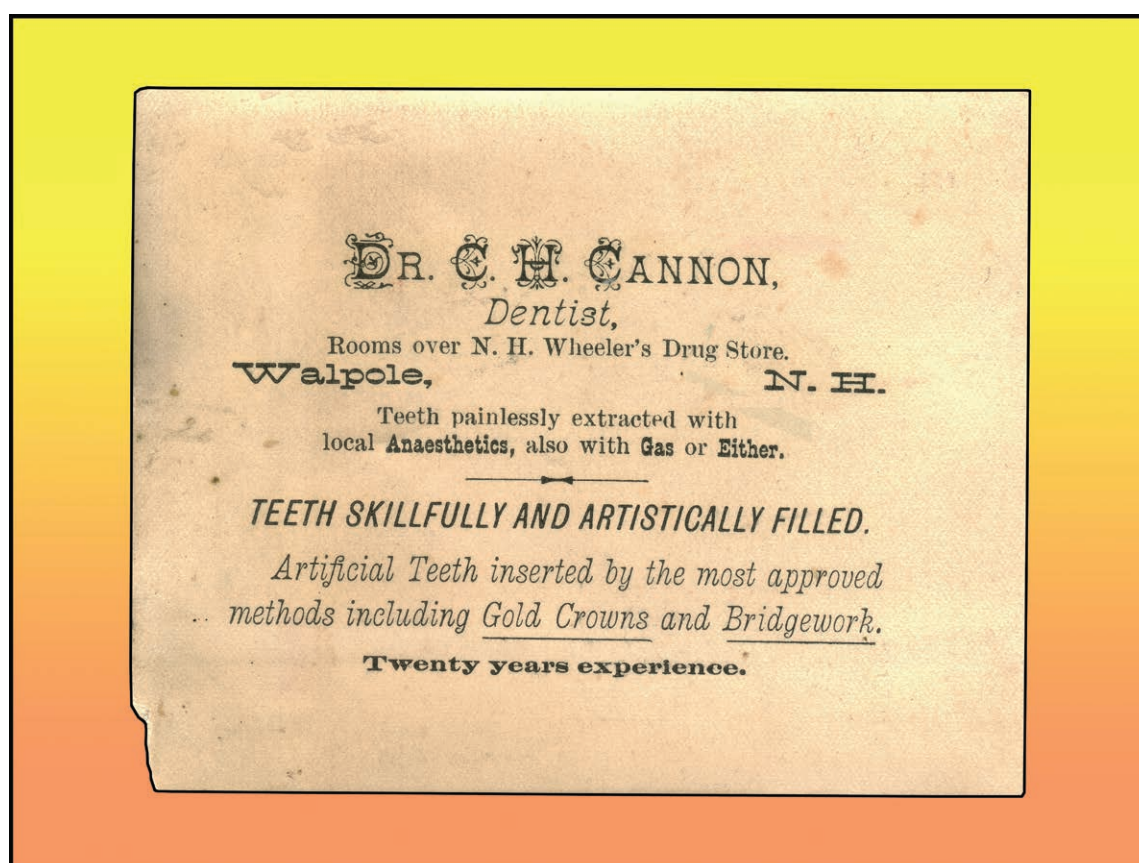 Dr. C. H. Cannon,
Dentist,
Rooms over N. H. Wheeler's Drug Store.
Walpole, N. H.
Teeth painlessly extracted with
local Anaesthetics, also with Gas or Either.
TEETH SKILLFULLY AND ARTISTICALLY FILLED.
Artificial Teeth inserted by the most approved
methods including Gold Crowns and Bridgework.
Twenty years experience.